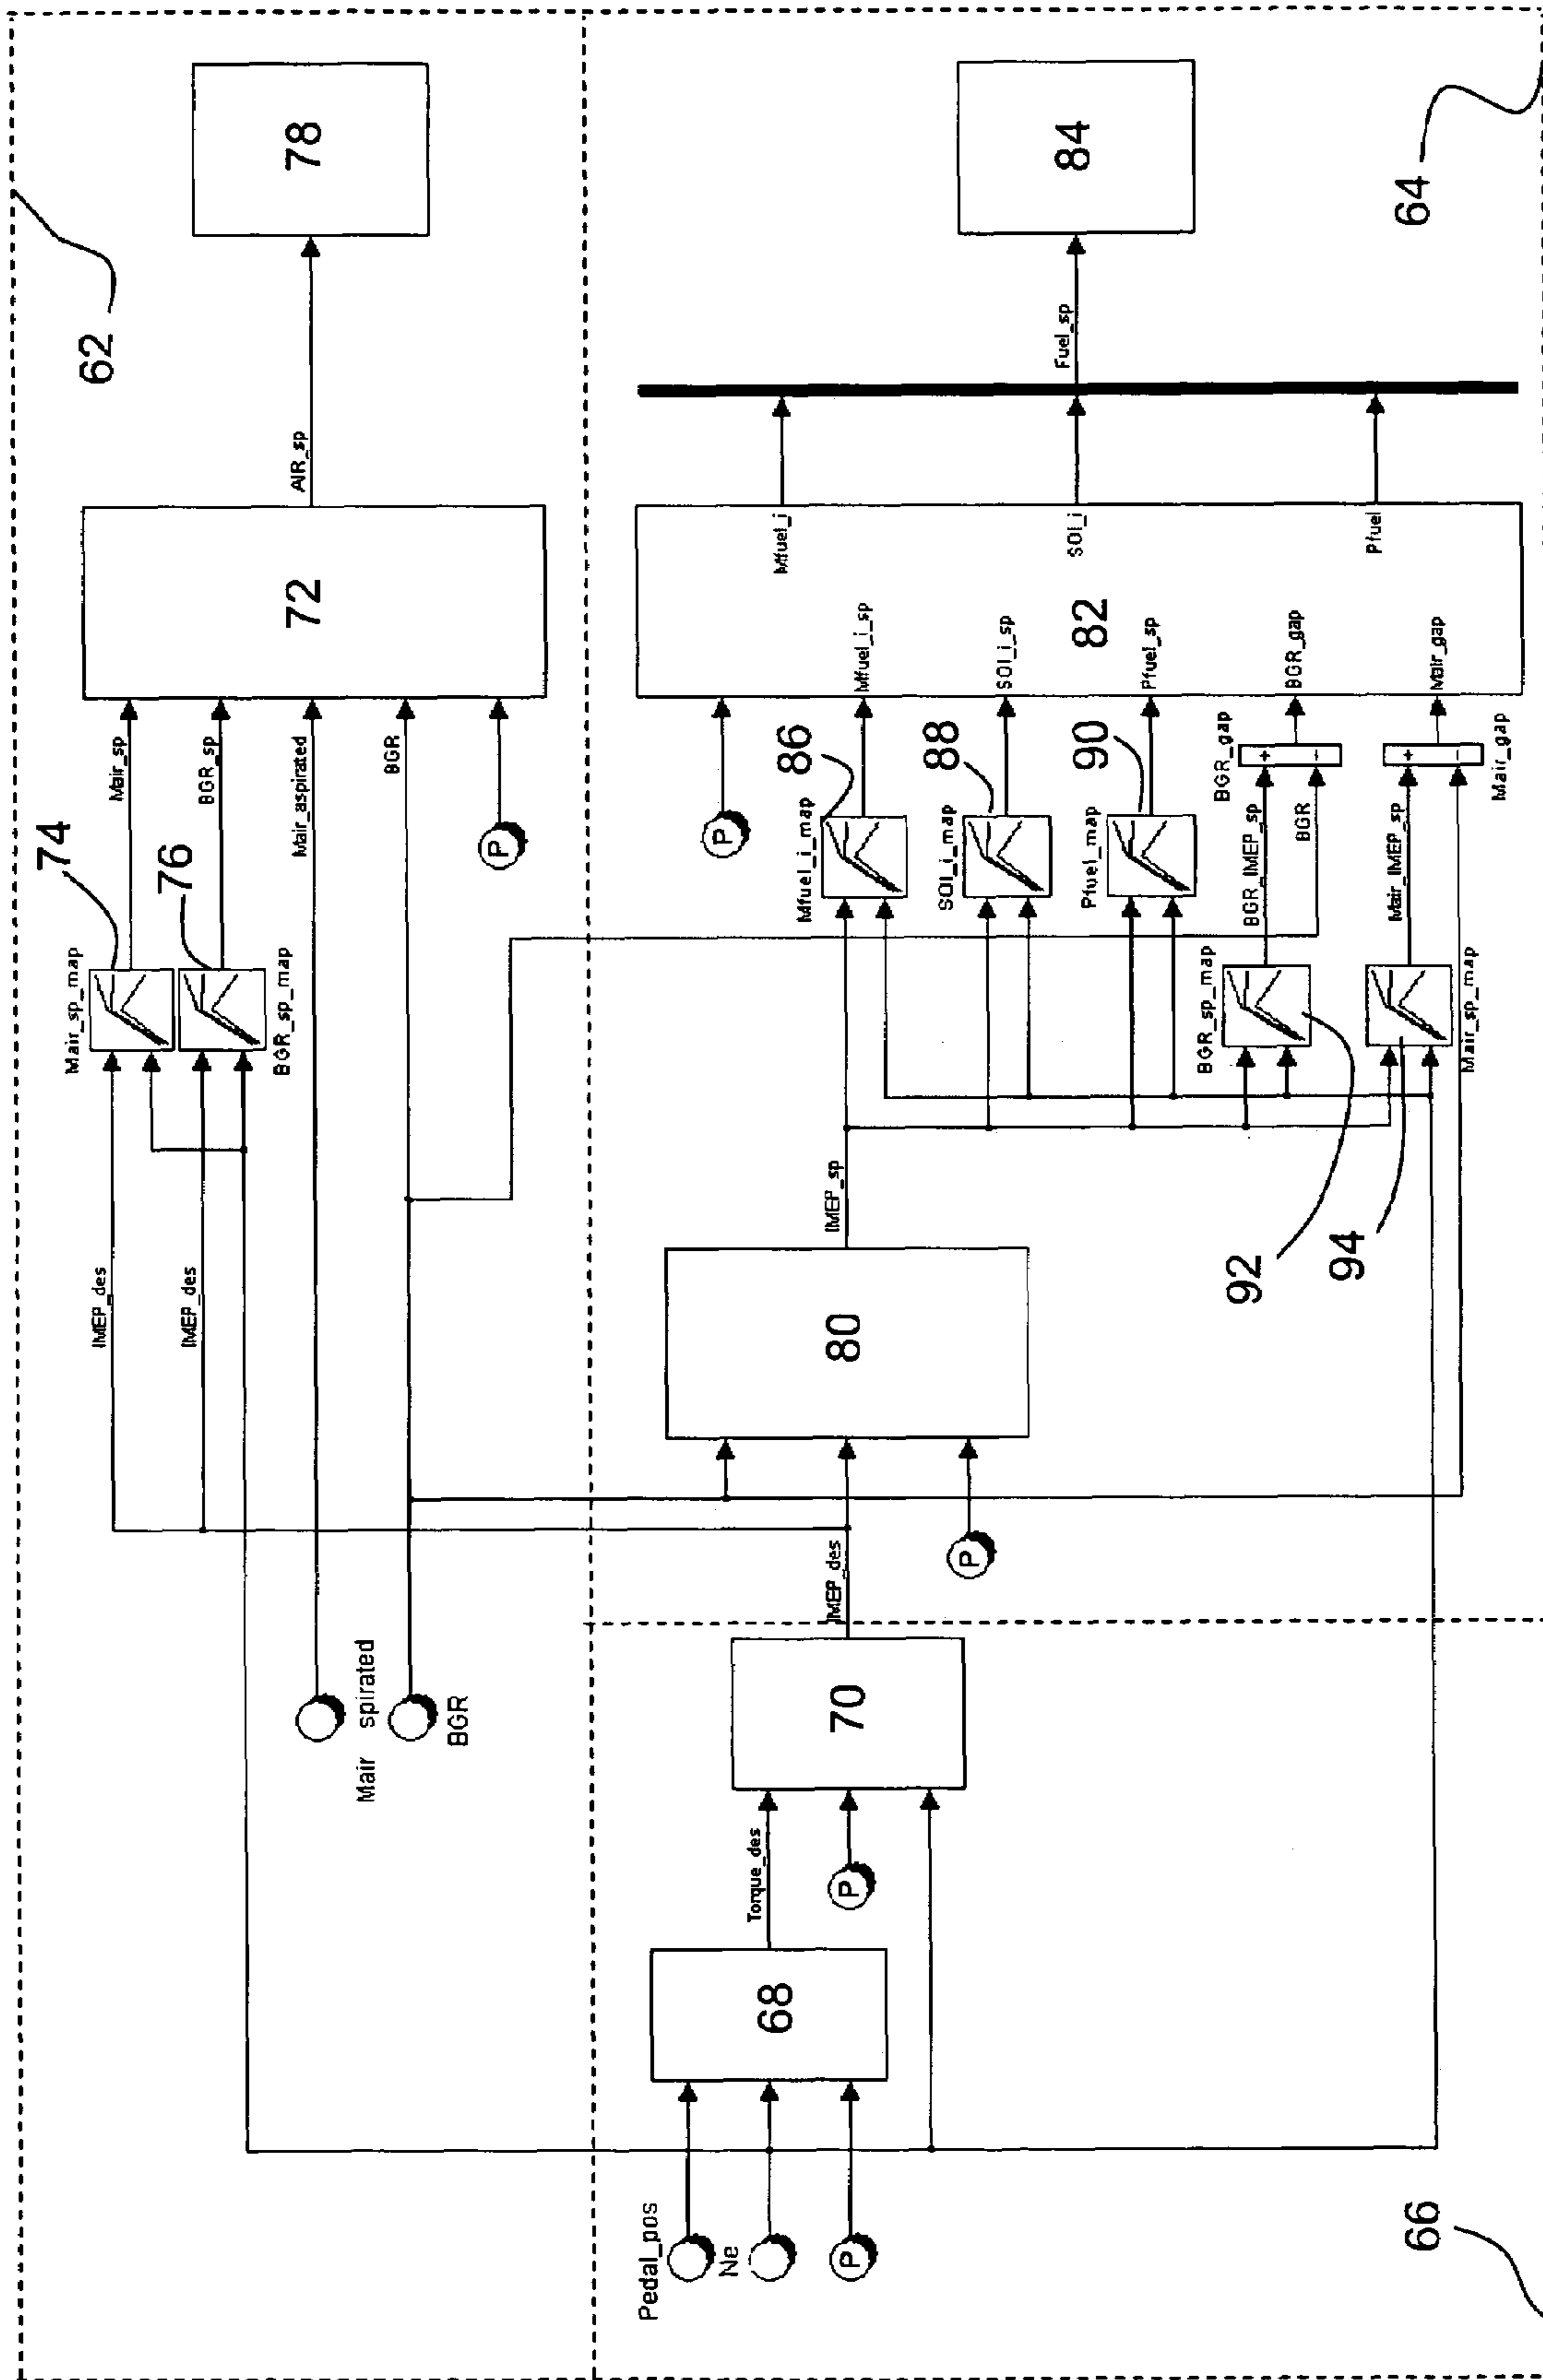 62
78
AIR_sp
72
Mair_sp
BGR_sp
Mair_aspirated
BGR
P
74
76
Mair_sp_map
BGR_sp_map
IMEP_des
IMEP_des
Mair spirated
BGR
64
84
Fuel_sp
Mfuel_i
SOI_i
Pfuel
82
Mfuel_i_sp
SOI_i_sp
Pfuel_sp
BGR_gap
Mair_gap
P
86
88
90
Mfuel_i_map
SOI_i_map
Pfuel_map
BGR_gap
+
-
Mair_gap
+
-
BGR_IMEP_sp
BGR
Mair_IMEP_sp
BGR_sp_map
Mair_sp_map
92
94
IMEP_sp
80
P
IMEP_des
70
P
Torque_des
68
Pedal_pos
Ne
P
66